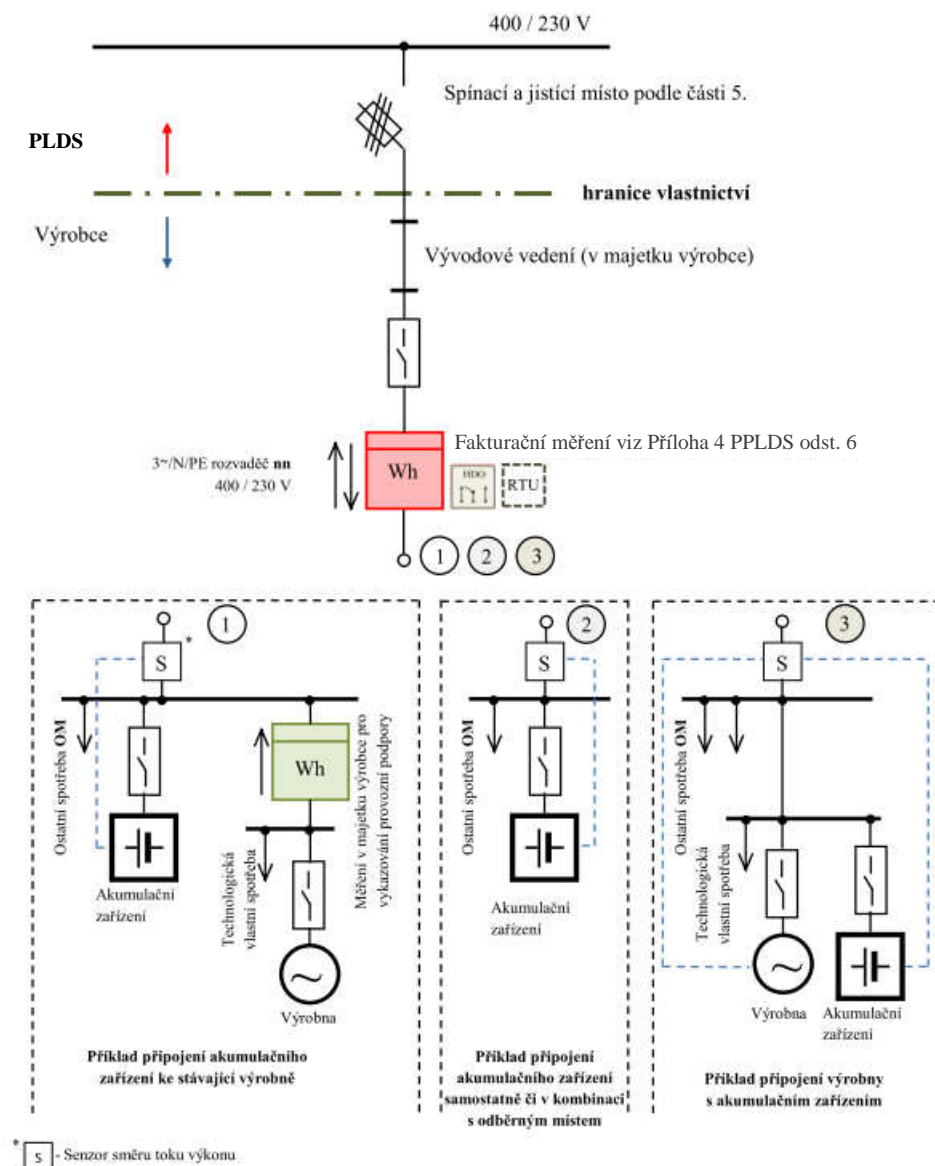 400 / 230 V
Spínací a jistící místo podle části 5.
PLDS
hranice vlastnictví
Výrobce
Vývodové vedení (v majetku výrobce)
Fakturační měření viz Příloha 4 PPLDS odst. 6
3~/N/PE rozvaděč nn
400 / 230 V
Wh
HDO
RTU
1
2
3
1
S
*
Ostatní spotřeba OM
Wh
Měření v majetku výrobce pro
vykazování provozní podpory
Akumulační
zařízení
Technologická
vlastní spotřeba
Výrobna
Příklad připojení akumulačního
zařízení ke stávající výrobně
2
S
Ostatní spotřeba OM
Akumulační
zařízení
Příklad připojení
akumulačního zařízení
samostatně či v kombinaci
s odběrným místem
3
S
Ostatní spotřeba OM
Technologická
vlastní spotřeba
Výrobna
Akumulační
zařízení
Příklad připojení výrobny
s akumulačním zařízením
* S - Senzor směru toku výkonu